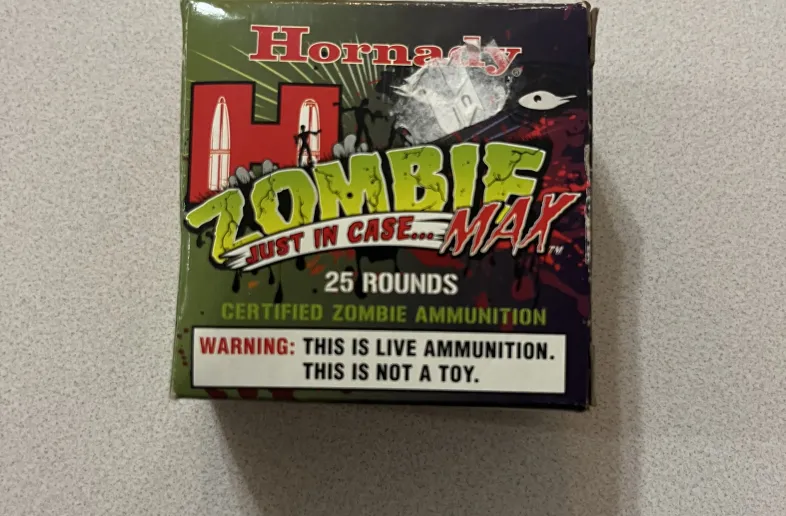 Hornady®
H
ZOMBIE
JUST IN CASE... MAX™
25 ROUNDS
CERTIFIED ZOMBIE AMMUNITION
WARNING: THIS IS LIVE AMMUNITION.
THIS IS NOT A TOY.